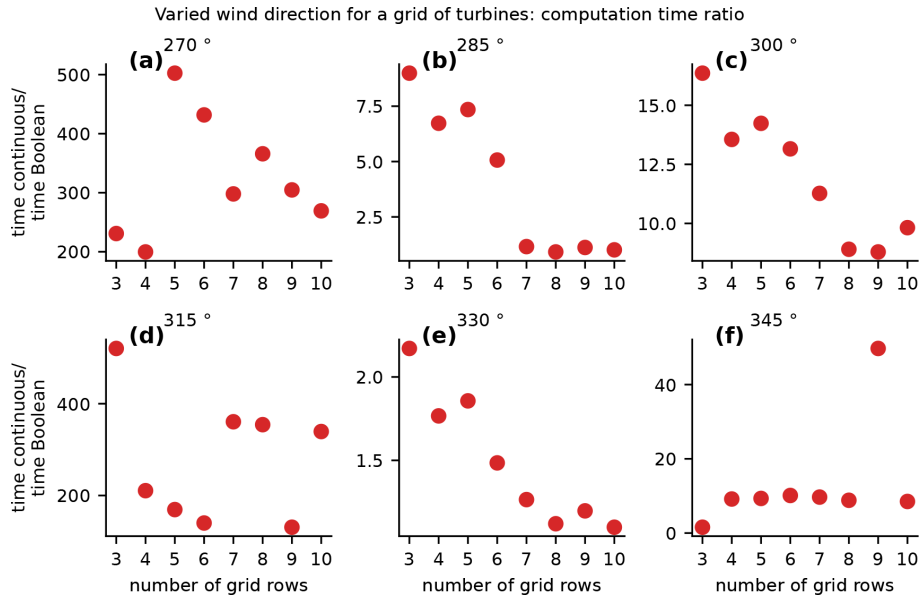 Varied wind direction for a grid of turbines: computation time ratio
(a) 270 °
500
400
300
200
3 4 5 6 7 8 9 10
time continuous/
time Boolean
(b) 285 °
7.5
5.0
2.5
3 4 5 6 7 8 9 10
(c) 300 °
15.0
12.5
10.0
3 4 5 6 7 8 9 10
(d) 315 °
400
200
3 4 5 6 7 8 9 10
time continuous/
time Boolean
number of grid rows
(e) 330 °
2.0
1.5
3 4 5 6 7 8 9 10
number of grid rows
(f) 345 °
40
20
0
3 4 5 6 7 8 9 10
number of grid rows